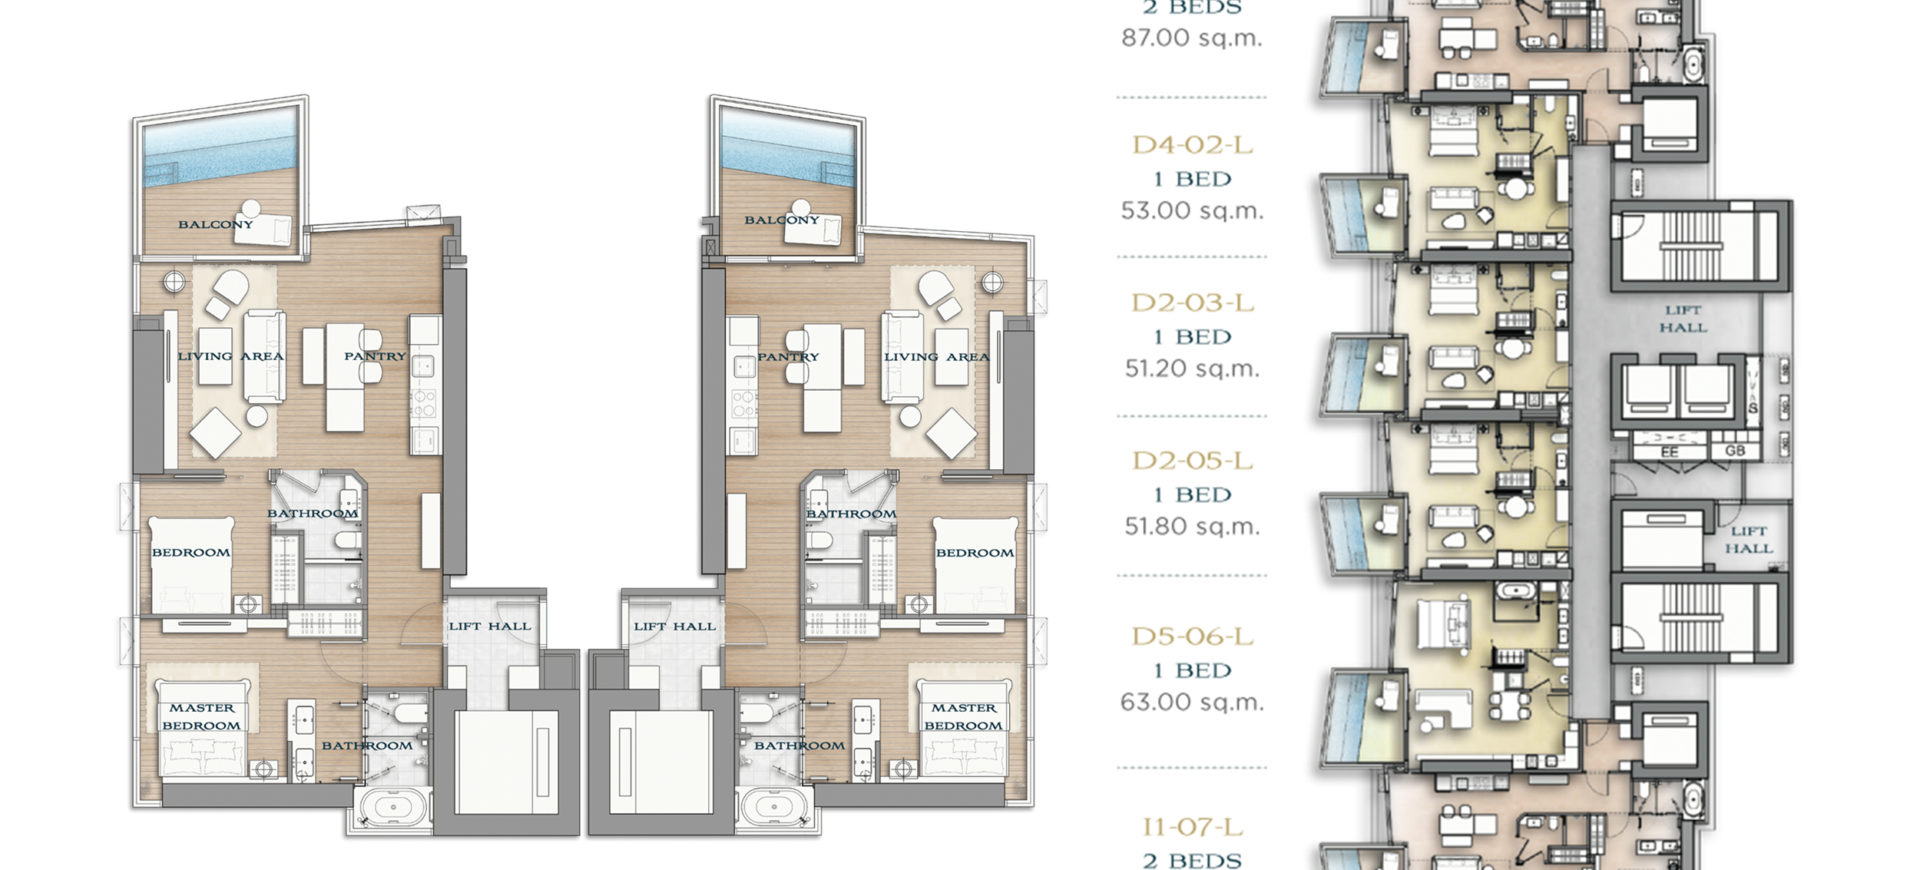 BALCONY
LIVING AREA
PANTRY
BATHROOM
BEDROOM
LIFT HALL
MASTER
BEDROOM
BATHROOM
BALCONY
PANTRY
LIVING AREA
BATHROOM
BEDROOM
LIFT HALL
MASTER
BEDROOM
BATHROOM
2 BEDS
87.00 sq.m.
D4-02-L
1 BED
53.00 sq.m.
D2-03-L
1 BED
51.20 sq.m.
D2-05-L
1 BED
51.80 sq.m.
D5-06-L
1 BED
63.00 sq.m.
I1-07-L
2 BEDS
LIFT
HALL
EE
GB
S
LIFT
HALL